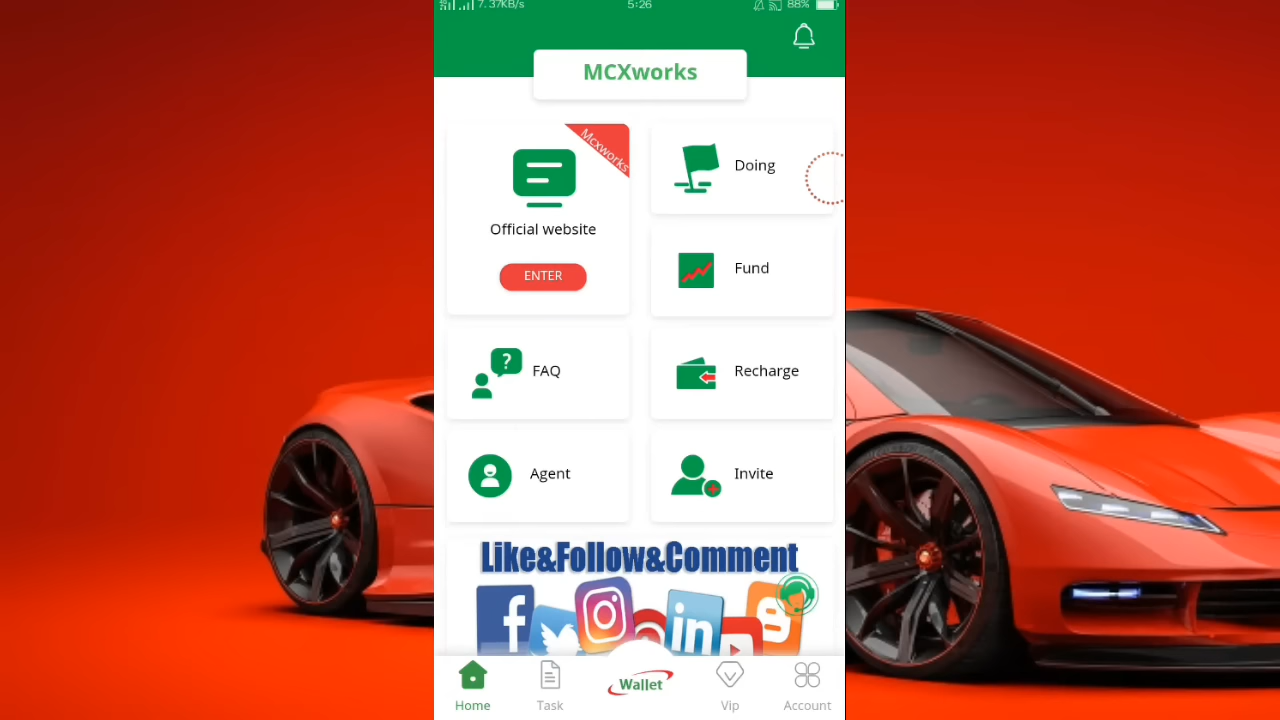 7.37KB/s
5:26
88%
MCXworks
Mcxworks
Official website
ENTER
Doing
Fund
?
FAQ
Recharge
Agent
Invite
Like&Follow&Comment
f
in
Wallet
Home
Task
Vip
Account